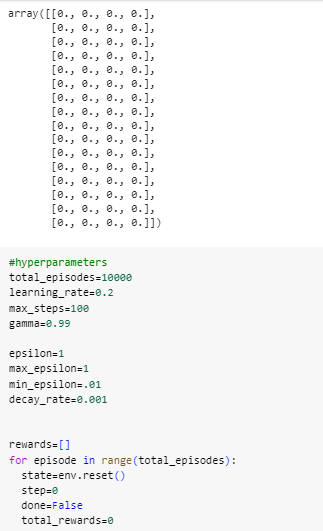 array([[0., 0., 0., 0.],
       [0., 0., 0., 0.],
       [0., 0., 0., 0.],
       [0., 0., 0., 0.],
       [0., 0., 0., 0.],
       [0., 0., 0., 0.],
       [0., 0., 0., 0.],
       [0., 0., 0., 0.],
       [0., 0., 0., 0.],
       [0., 0., 0., 0.],
       [0., 0., 0., 0.],
       [0., 0., 0., 0.],
       [0., 0., 0., 0.],
       [0., 0., 0., 0.],
       [0., 0., 0., 0.],
       [0., 0., 0., 0.]])
#hyperparameters
total_episodes=10000
learning_rate=0.2
max_steps=100
gamma=0.99
epsilon=1
max_epsilon=1
min_epsilon=.01
decay_rate=0.001
rewards=[]
for episode in range(total_episodes):
  state=env.reset()
  step=0
  done=False
  total_rewards=0